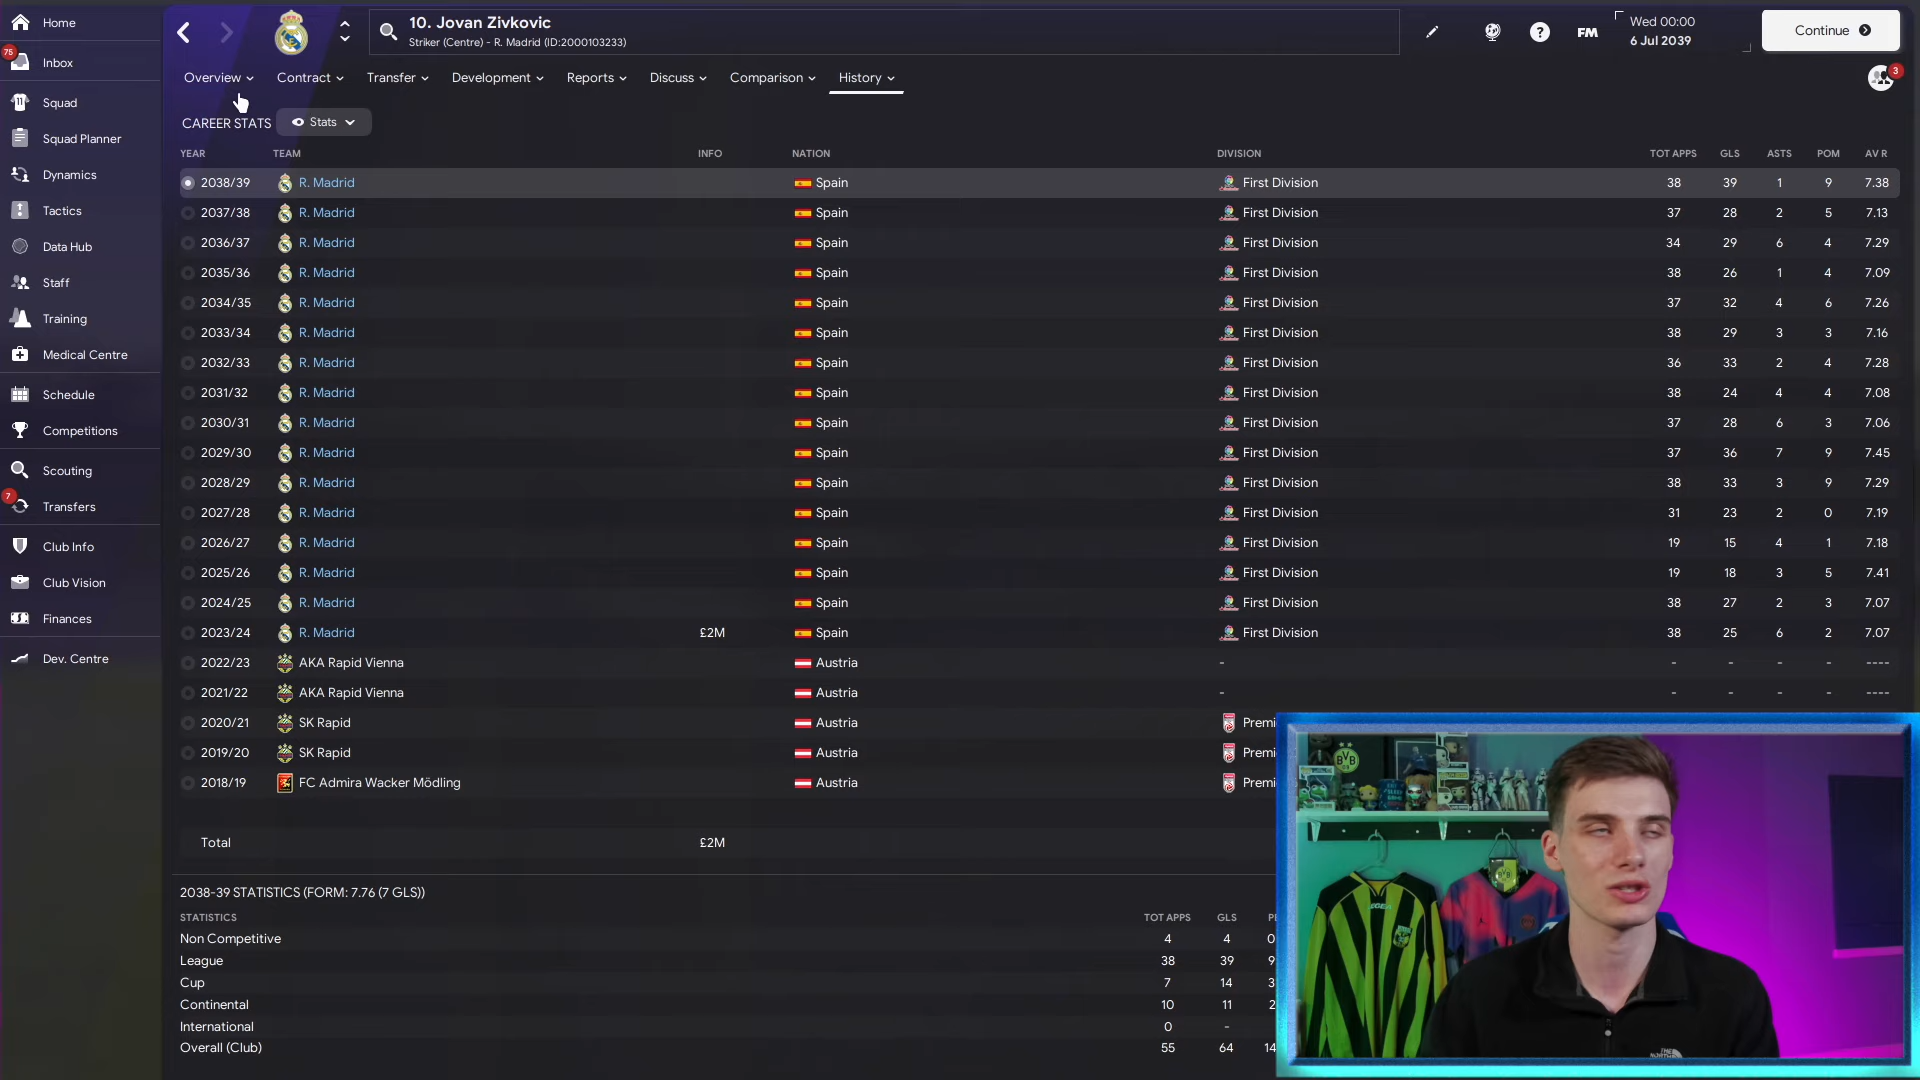 Home
75
Inbox
Squad
Squad Planner
Dynamics
Tactics
Data Hub
Staff
Training
Medical Centre
Schedule
Competitions
Scouting
7
Transfers
Club Info
Club Vision
Finances
Dev. Centre
10. Jovan Zivkovic
Striker (Centre) - R. Madrid (ID:2000103233)
FM
Wed 00:00
6 Jul 2039
Continue
Overview Contract Transfer Development Reports Discuss Comparison History
3
CAREER STATS Stats
YEAR TEAM INFO NATION DIVISION TOT APPS GLS ASTS POM AV R
2038/39 R. Madrid Spain First Division 38 39 1 9 7.38
2037/38 R. Madrid Spain First Division 37 28 2 5 7.13
2036/37 R. Madrid Spain First Division 34 29 6 4 7.29
2035/36 R. Madrid Spain First Division 38 26 1 4 7.09
2034/35 R. Madrid Spain First Division 37 32 4 6 7.26
2033/34 R. Madrid Spain First Division 38 29 3 3 7.16
2032/33 R. Madrid Spain First Division 36 33 2 4 7.28
2031/32 R. Madrid Spain First Division 38 24 4 4 7.08
2030/31 R. Madrid Spain First Division 37 28 6 3 7.06
2029/30 R. Madrid Spain First Division 37 36 7 9 7.45
2028/29 R. Madrid Spain First Division 38 33 3 9 7.29
2027/28 R. Madrid Spain First Division 31 23 2 0 7.19
2026/27 R. Madrid Spain First Division 19 15 4 1 7.18
2025/26 R. Madrid Spain First Division 19 18 3 5 7.41
2024/25 R. Madrid Spain First Division 38 27 2 3 7.07
2023/24 R. Madrid £2M Spain First Division 38 25 6 2 7.07
2022/23 AKA Rapid Vienna Austria - - - - - ----
2021/22 AKA Rapid Vienna Austria - - - - - ----
2020/21 SK Rapid Austria Premi
2019/20 SK Rapid Austria Premi
2018/19 FC Admira Wacker Mödling Austria Premi
Total £2M
2038-39 STATISTICS (FORM: 7.76 (7 GLS))
STATISTICS TOT APPS GLS
Non Competitive 4 4 0
League 38 39 9
Cup 7 14 3
Continental 10 11 2
International 0 -
Overall (Club) 55 64 14
BVB
09